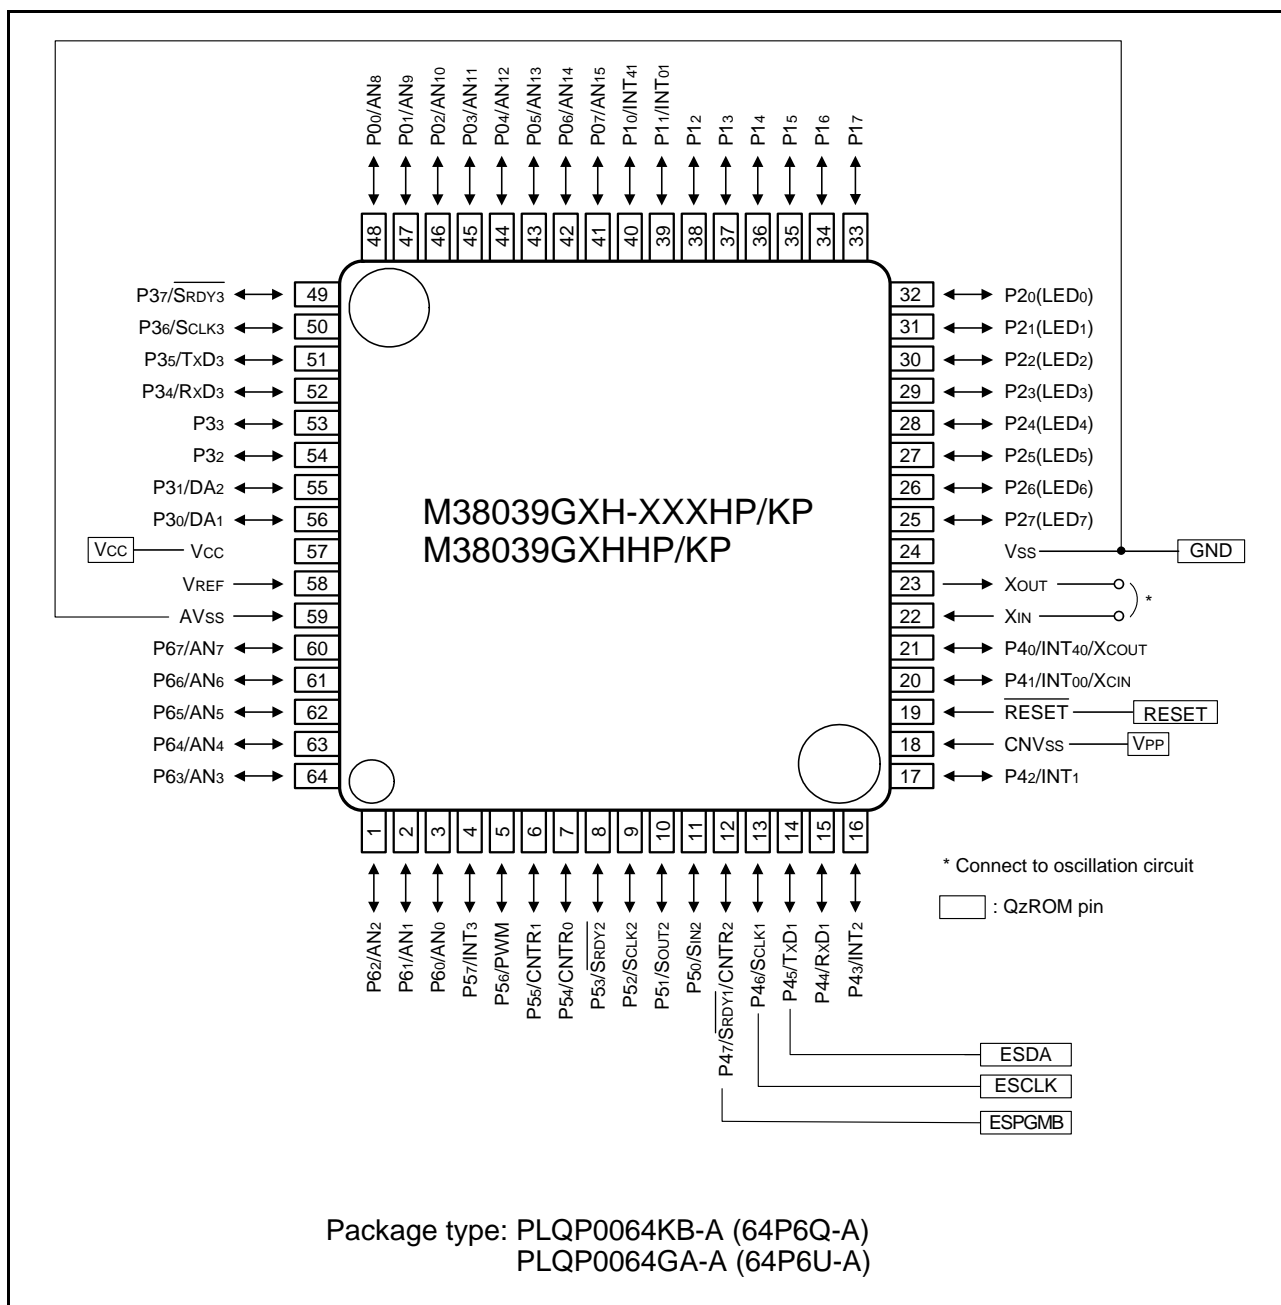 P00/AN8
P01/AN9
P02/AN10
P03/AN11
P04/AN12
P05/AN13
P06/AN14
P07/AN15
P10/INT41
P11/INT01
P12
P13
P14
P15
P16
P17
48 47 46 45 44 43 42 41 40 39 38 37 36 35 34 33
P37/SRDY3 49
P36/SCLK3 50
P35/TXD3 51
P34/RXD3 52
P33 53
P32 54
P31/DA2 55
P30/DA1 56
VCC VCC 57
VREF 58
AVSS 59
P67/AN7 60
P66/AN6 61
P65/AN5 62
P64/AN4 63
P63/AN3 64
M38039GXH-XXXHP/KP
M38039GXHHP/KP
32 P20(LED0)
31 P21(LED1)
30 P22(LED2)
29 P23(LED3)
28 P24(LED4)
27 P25(LED5)
26 P26(LED6)
25 P27(LED7)
24 VSS GND
23 XOUT
*
22 XIN
21 P40/INT40/XCOUT
20 P41/INT00/XCIN
19 RESET RESET
18 CNVSS VPP
17 P42/INT1
1 2 3 4 5 6 7 8 9 10 11 12 13 14 15 16
P62/AN2
P61/AN1
P60/AN0
P57/INT3
P56/PWM
P55/CNTR1
P54/CNTR0
P53/SRDY2
P52/SCLK2
P51/SOUT2
P50/SIN2
P47/SRDY1/CNTR2
P46/SCLK1
P45/TXD1
P44/RXD1
P43/INT2
* Connect to oscillation circuit
: QzROM pin
ESDA
ESCLK
ESPGMB
Package type: PLQP0064KB-A (64P6Q-A)
PLQP0064GA-A (64P6U-A)